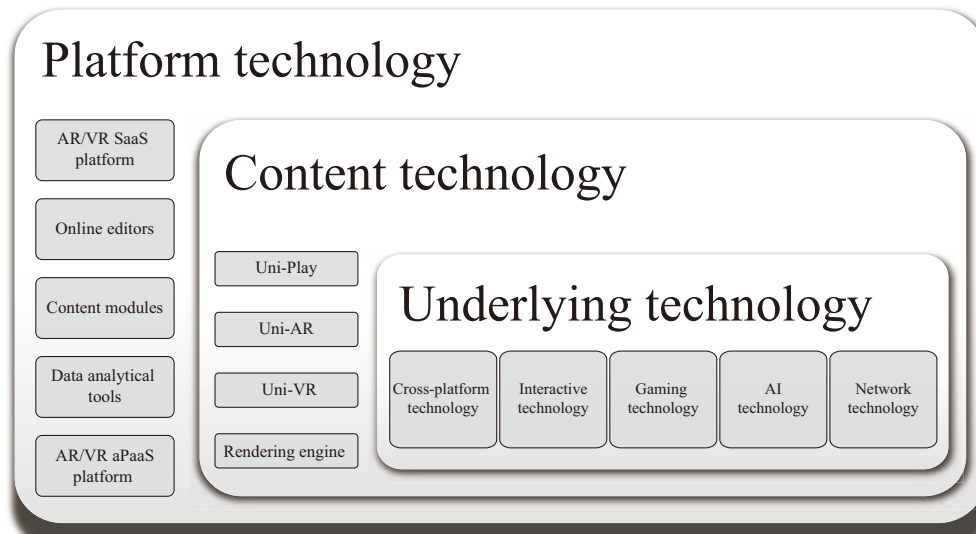 Platform technology
AR/VR SaaS
platform
Online editors
Content modules
Data analytical
tools
AR/VR aPaaS
platform
Content technology
Uni-Play
Uni-AR
Uni-VR
Rendering engine
Underlying technology
Cross-platform
technology
Interactive
technology
Gaming
technology
AI
technology
Network
technology